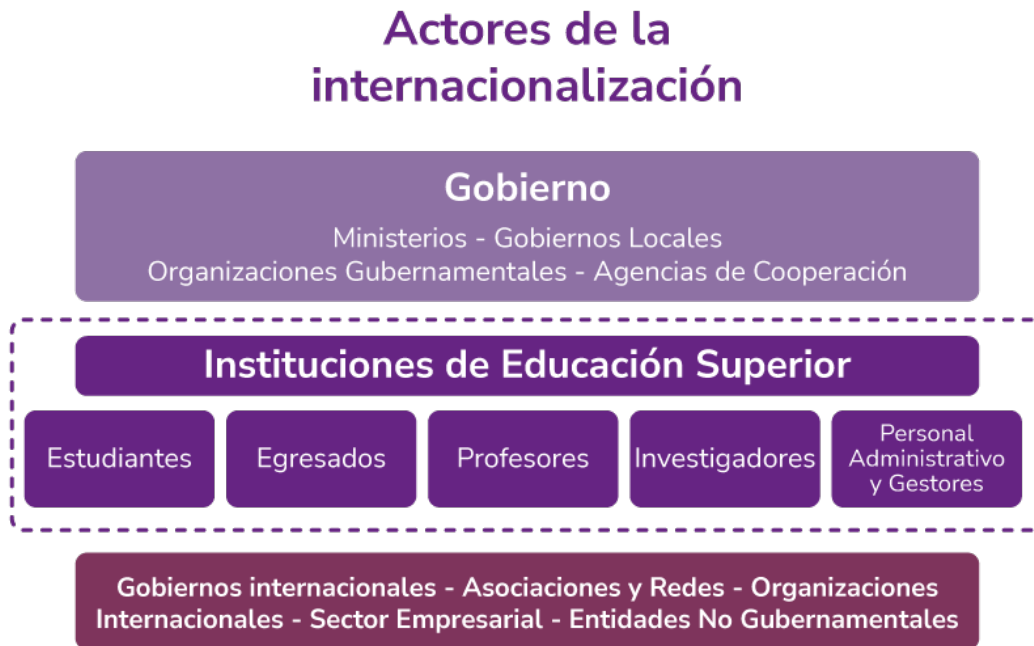 Actores de la
internacionalización
Gobierno
Ministerios - Gobiernos Locales
Organizaciones Gubernamentales - Agencias de Cooperación
Instituciones de Educación Superior
Estudiantes
Egresados
Profesores
Investigadores
Personal
Administrativo
y Gestores
Gobiernos internacionales - Asociaciones y Redes - Organizaciones
Internacionales - Sector Empresarial - Entidades No Gubernamentales